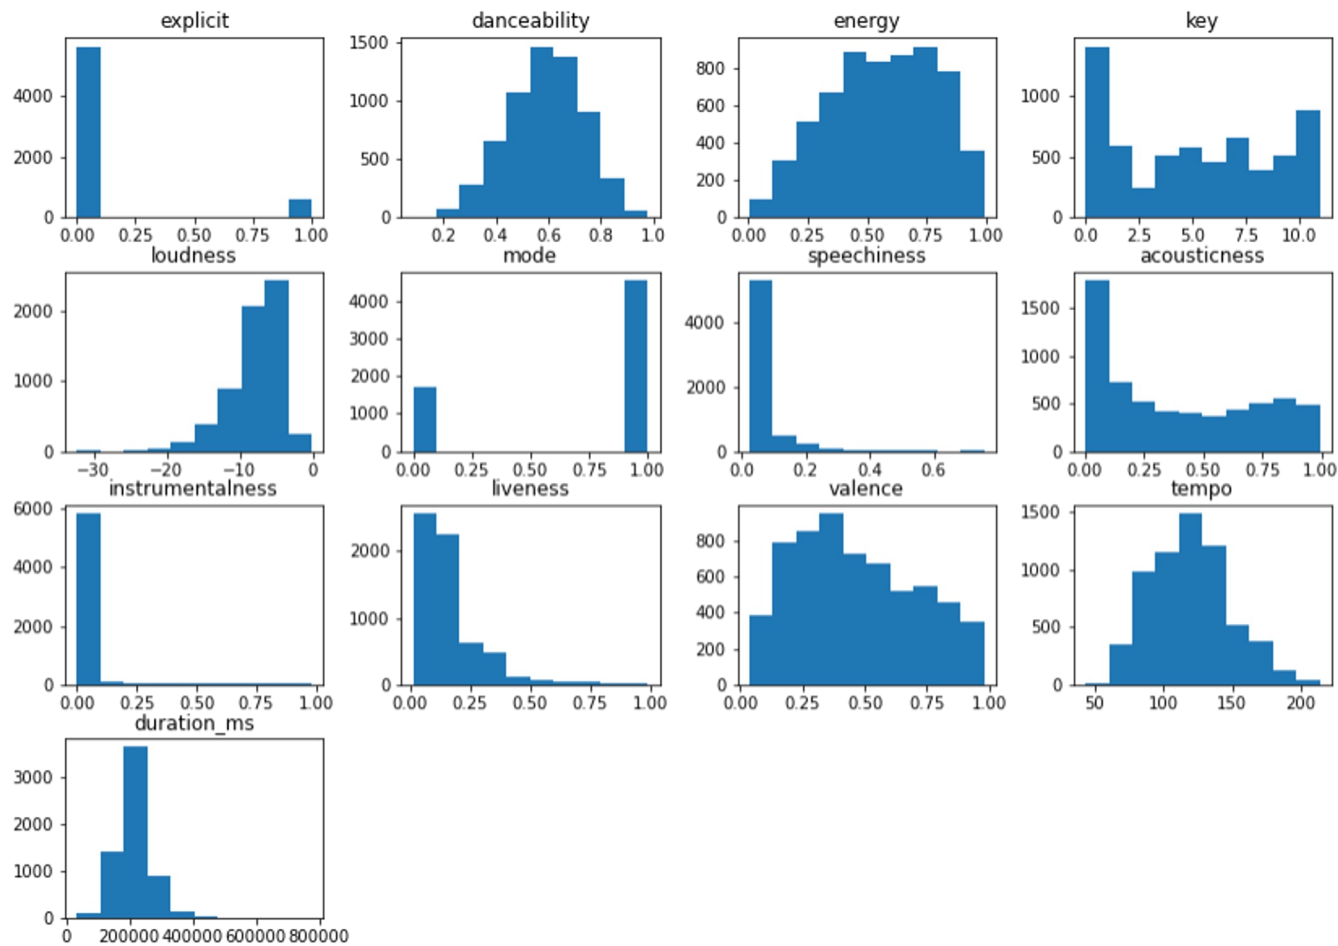 explicit danceability energy key
4000 1500 800 1000
2000 1000 600 500
0 500 400 0
0 200
0
0.00 0.25 0.50 0.75 1.00 0.2 0.4 0.6 0.8 1.0 0.00 0.25 0.50 0.75 1.00 0.0 2.5 5.0 7.5 10.0
loudness mode speechiness acousticness
2000 4000 4000 1500
1000 3000 2000 1000
0 2000 0 500
1000 0
0
−30 −20 −10 0 0.00 0.25 0.50 0.75 1.00 0.0 0.2 0.4 0.6 0.00 0.25 0.50 0.75 1.00
instrumentalness liveness valence tempo
6000 2000 800 1500
4000 1000 600 1000
2000 0 400 500
0 200 0
0
0.00 0.25 0.50 0.75 1.00 0.00 0.25 0.50 0.75 1.00 0.00 0.25 0.50 0.75 1.00 50 100 150 200
duration_ms
3000
2000
1000
0
0 200000 400000 600000 800000